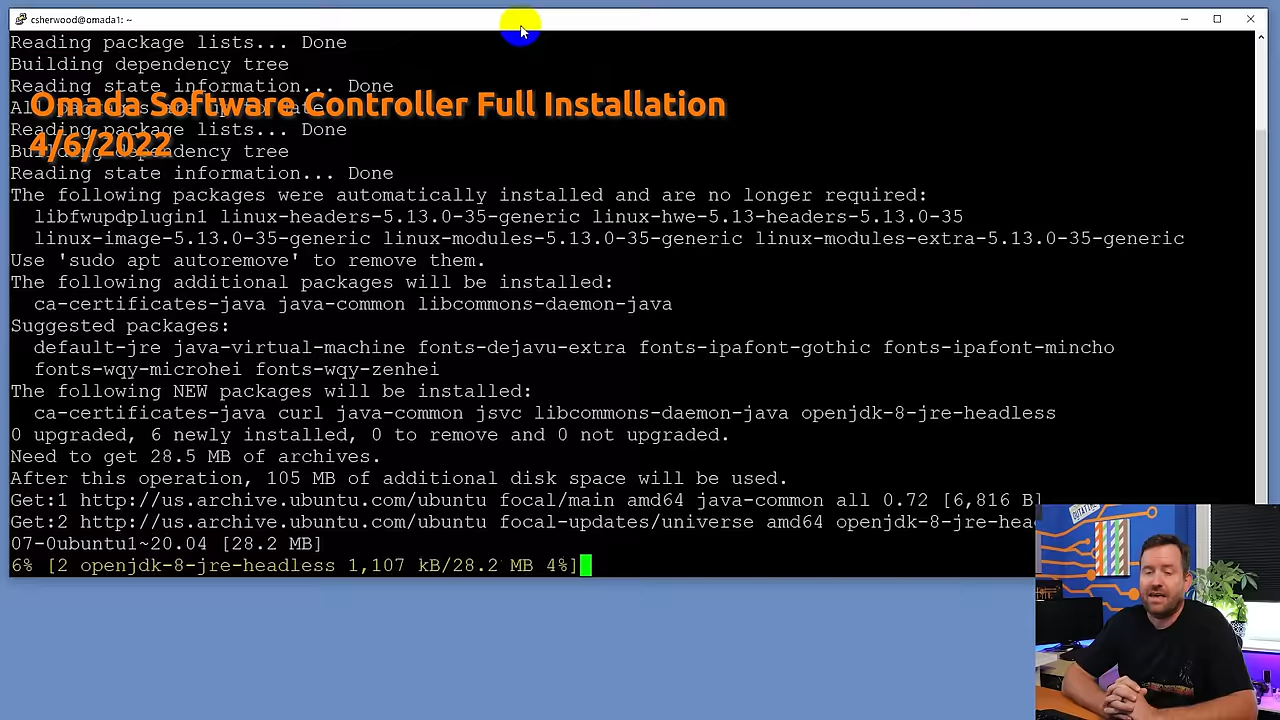 csherwood@omada1: ~
Reading package lists... Done
Building dependency tree
Reading state information... Done
Omada Software Controller Full Installation
4/6/2022
Reading package lists... Done
Building dependency tree
Reading state information... Done
The following packages were automatically installed and are no longer required:
libfwupdplugin1 linux-headers-5.13.0-35-generic linux-hwe-5.13-headers-5.13.0-35
linux-image-5.13.0-35-generic linux-modules-5.13.0-35-generic linux-modules-extra-5.13.0-35-generic
Use 'sudo apt autoremove' to remove them.
The following additional packages will be installed:
ca-certificates-java java-common libcommons-daemon-java
Suggested packages:
default-jre java-virtual-machine fonts-dejavu-extra fonts-ipafont-gothic fonts-ipafont-mincho
fonts-wqy-microhei fonts-wqy-zenhei
The following NEW packages will be installed:
ca-certificates-java curl java-common jsvc libcommons-daemon-java openjdk-8-jre-headless
0 upgraded, 6 newly installed, 0 to remove and 0 not upgraded.
Need to get 28.5 MB of archives.
After this operation, 105 MB of additional disk space will be used.
Get:1 http://us.archive.ubuntu.com/ubuntu focal/main amd64 java-common all 0.72 [6,816 B]
Get:2 http://us.archive.ubuntu.com/ubuntu focal-updates/universe amd64 openjdk-8-jre-hea
07-0ubuntu1~20.04 [28.2 MB]
6% [2 openjdk-8-jre-headless 1,107 kB/28.2 MB 4%]